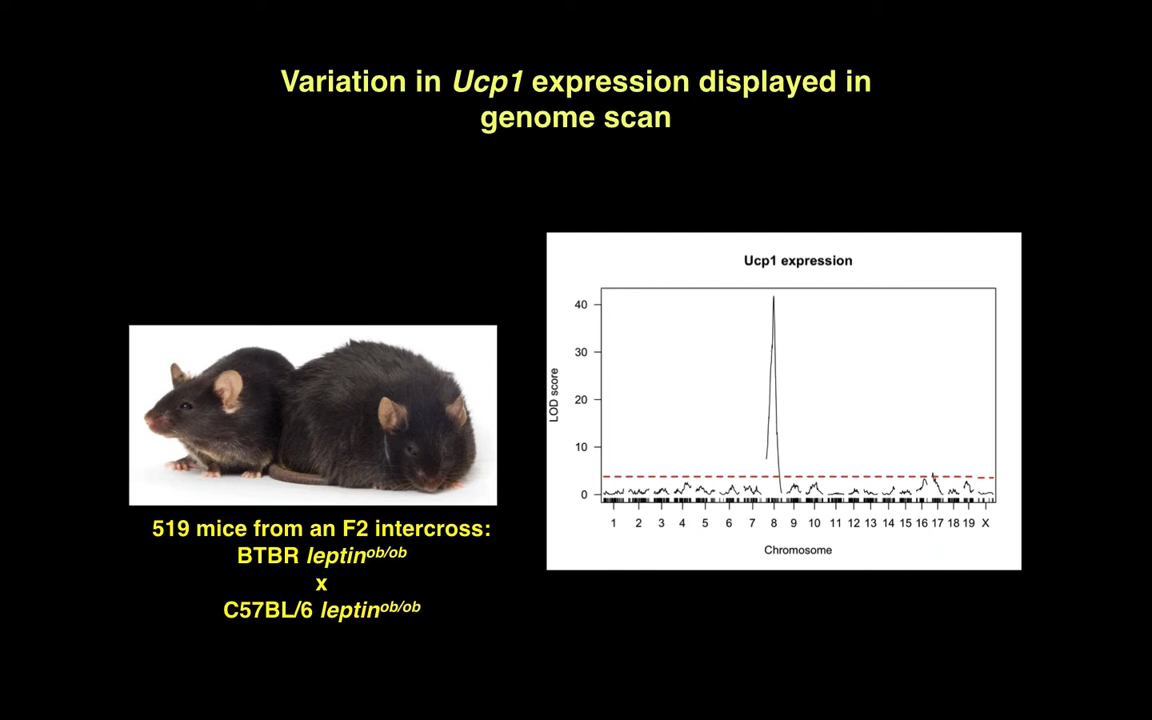 Variation in Ucp1 expression displayed in
genome scan
519 mice from an F2 intercross:
BTBR leptinob/ob
x
C57BL/6 leptinob/ob
Ucp1 expression
LOD score
40
30
20
10
0
1 2 3 4 5 6 7 8 9 10 11 12 13 14 15 16 17 18 19 X
Chromosome